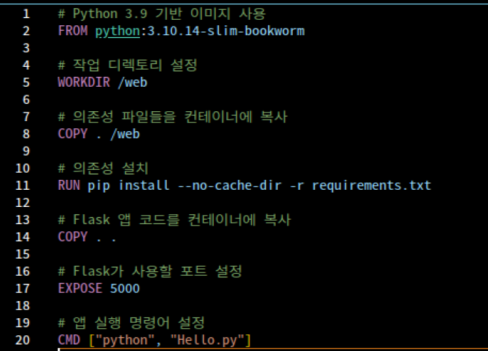 1 # Python 3.9 기반 이미지 사용
2 FROM python:3.10.14-slim-bookworm
3
4 # 작업 디렉토리 설정
5 WORKDIR /web
6
7 # 의존성 파일들을 컨테이너에 복사
8 COPY . /web
9
10 # 의존성 설치
11 RUN pip install --no-cache-dir -r requirements.txt
12
13 # Flask 앱 코드를 컨테이너에 복사
14 COPY . .
15
16 # Flask가 사용할 포트 설정
17 EXPOSE 5000
18
19 # 앱 실행 명령어 설정
20 CMD ["python", "Hello.py"]